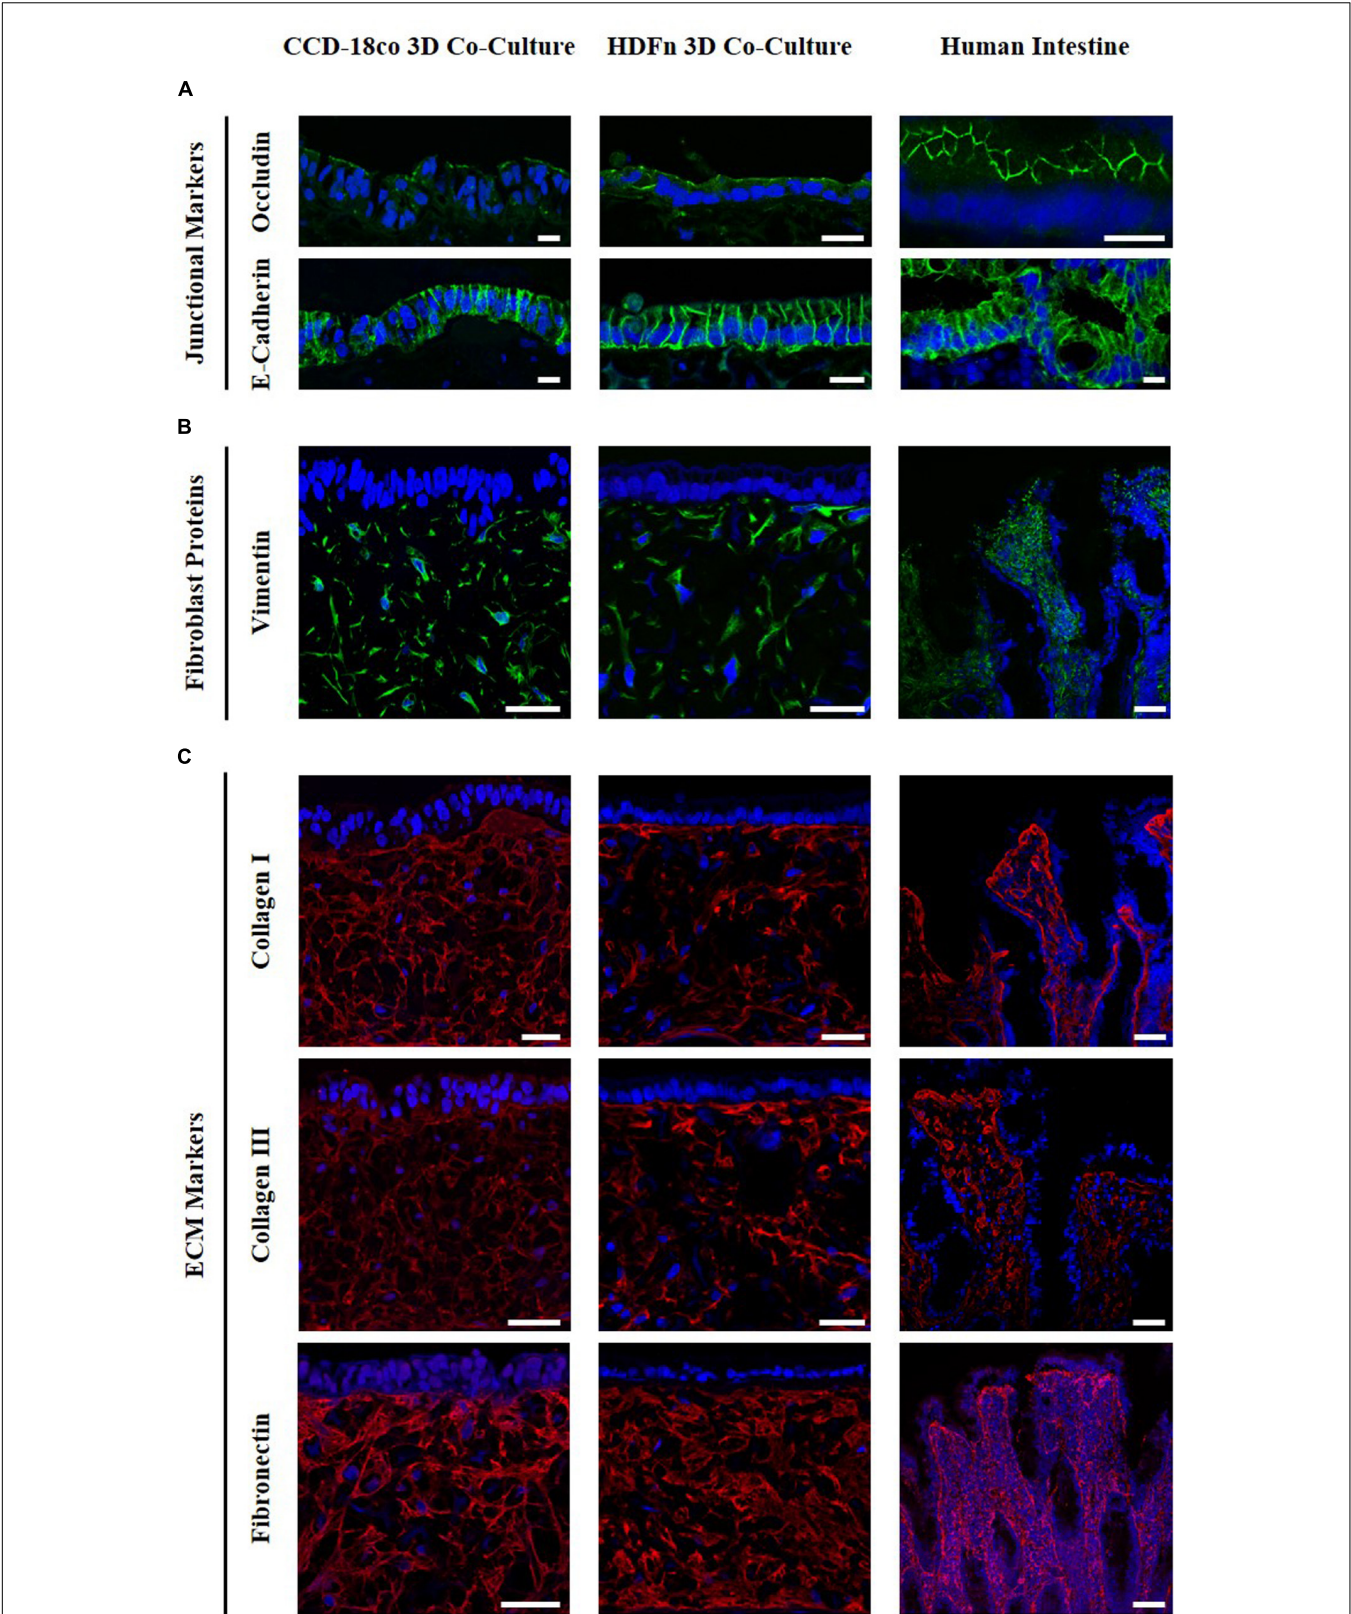 CCD-18co 3D Co-Culture
HDFn 3D Co-Culture
Human Intestine
A
Junctional Markers
Occludin
E-Cadherin
B
Fibroblast Proteins
Vimentin
C
ECM Markers
Collagen I
Collagen III
Fibronectin